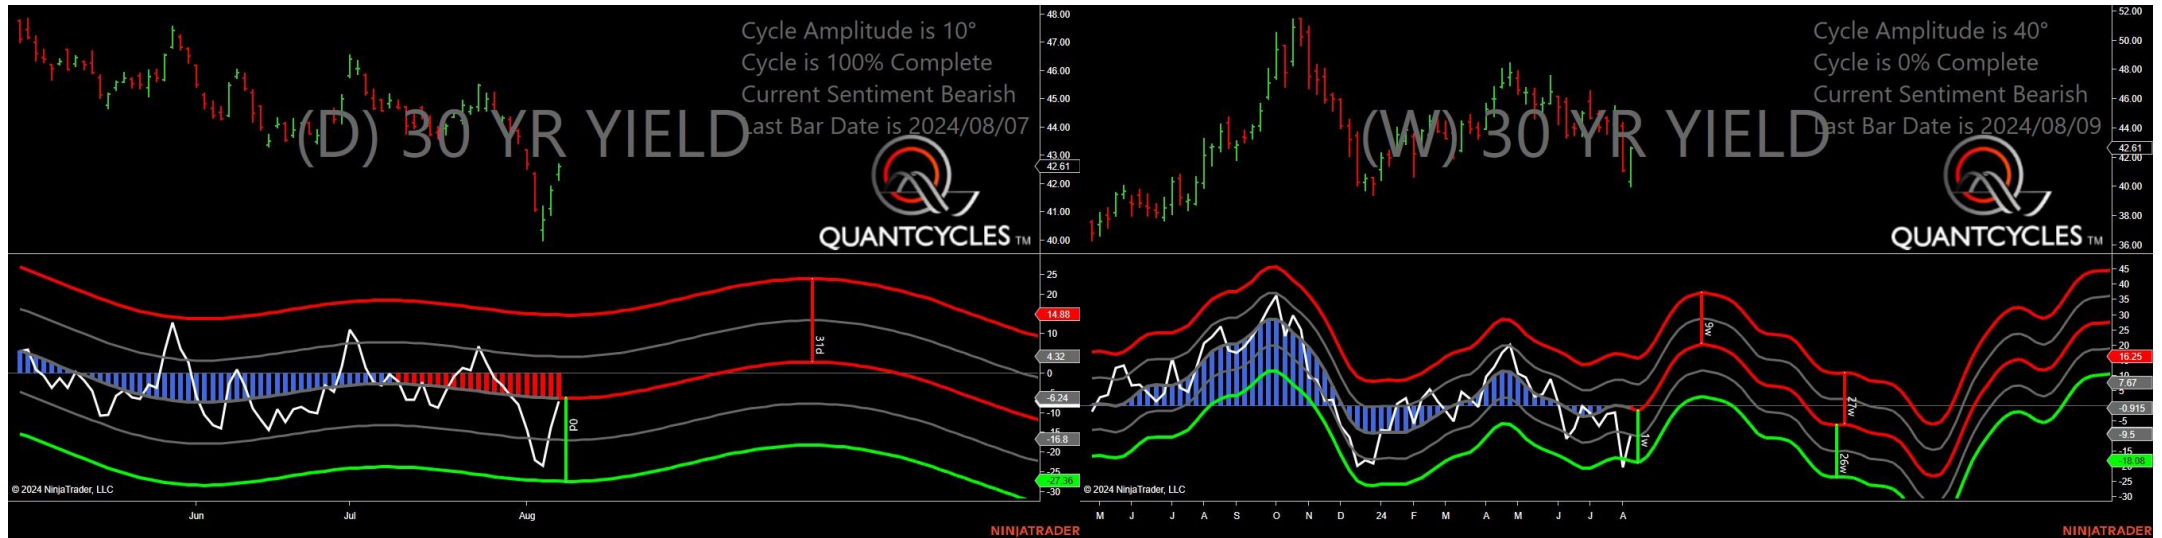 Cycle Amplitude is 10°
Cycle is 100% Complete
Current Sentiment Bearish
Last Bar Date is 2024/08/07
(D) 30 YR YIELD
QUANTCYCLES TM
48.00
47.00
46.00
45.00
44.00
43.00
42.61
42.00
41.00
40.00
25
20
14.88
10
4.32
0
-6.24
-10
-15
-16.8
-20
-25
-27.36
-30
31d
0d
© 2024 NinjaTrader, LLC
Jun Jul Aug
NINJATRADER
Cycle Amplitude is 40°
Cycle is 0% Complete
Current Sentiment Bearish
Last Bar Date is 2024/08/09
(W) 30 YR YIELD
QUANTCYCLES TM
52.00
50.00
48.00
46.00
44.00
42.61
42.00
40.00
38.00
36.00
45
40
35
30
25
20
16.25
10
7.67
5
-0.915
-5
-9.5
-15
-18.08
-25
-30
9w
1w
27w
26w
© 2024 NinjaTrader, LLC
M J J A S O N D 24 F M A M J J A
NINJATRADER